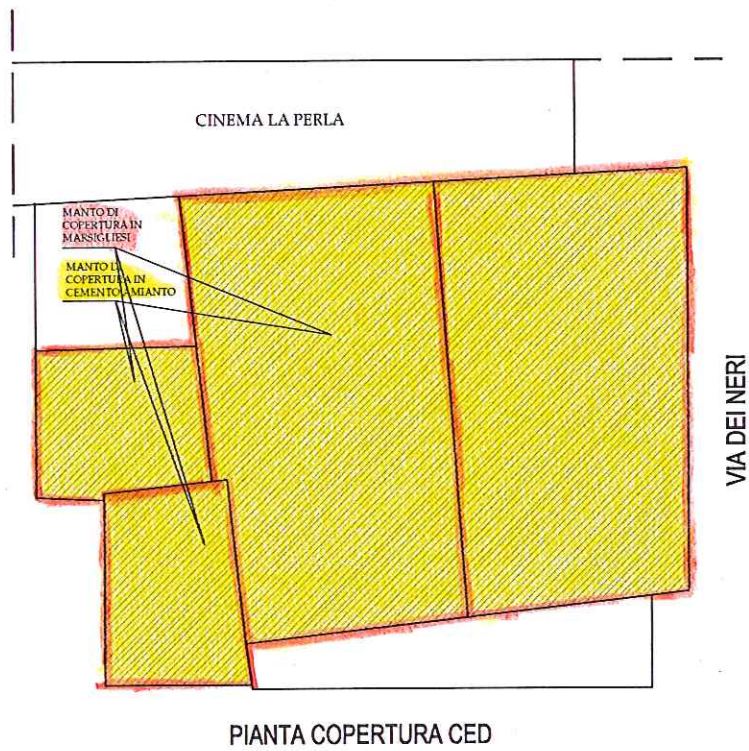 CINEMA LA PERLA
MANTO DI
COPERTURA IN
MARSIGLIESI
MANTO DI
COPERTURA IN
CEMENTO AMIANTO
VIA DEI NERI
PIANTA COPERTURA CED